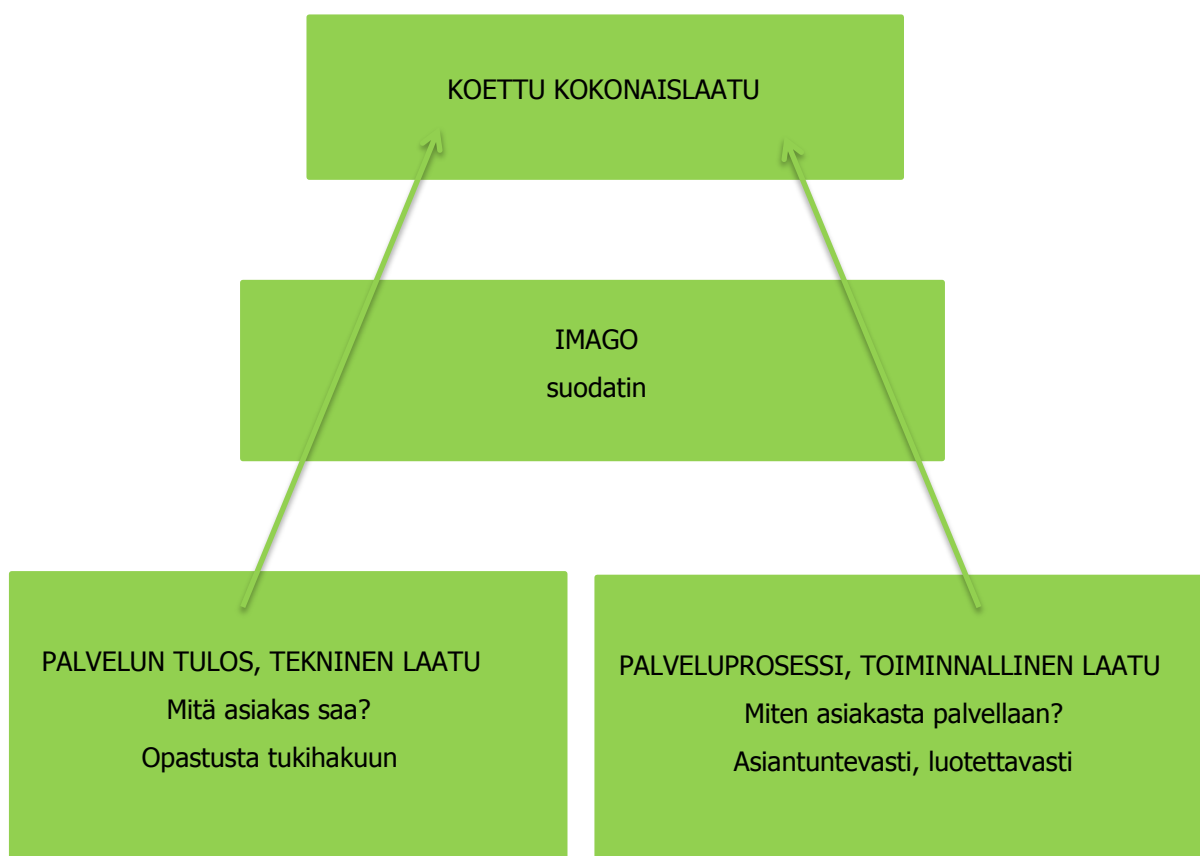 KOETTU KOKONAISLAATU
IMAGO
suodatin
PALVELUN TULOS, TEKNINEN LAATU
Mitä asiakas saa?
Opastusta tukihakuun
PALVELUPROSESSI, TOIMINNALLINEN LAATU
Miten asiakasta palvellaan?
Asiantuntevasti, luotettavasti